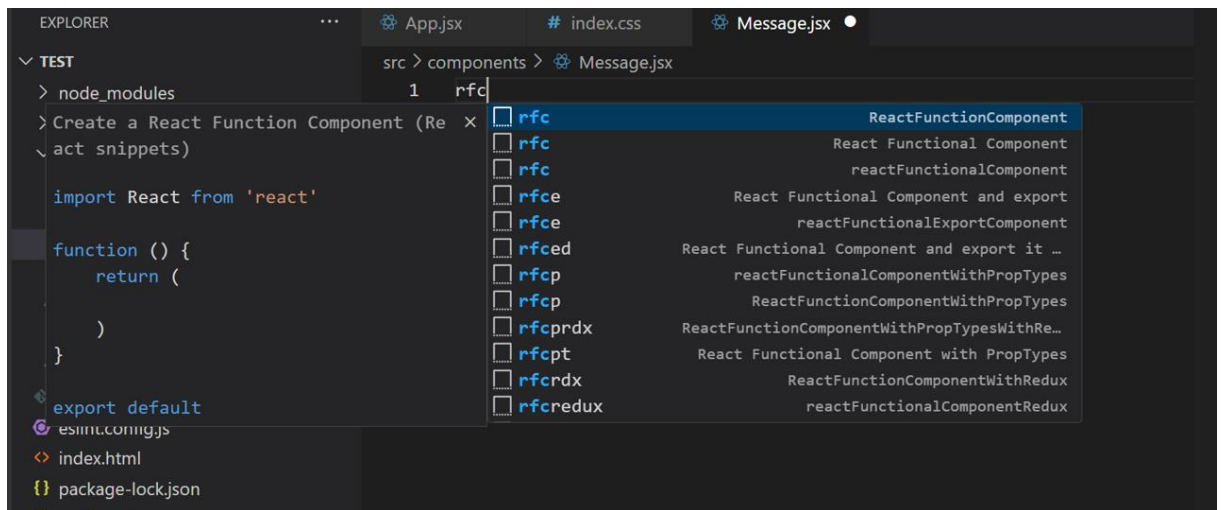 EXPLORER ···
App.jsx # index.css Message.jsx
TEST
src > components > Message.jsx
> node_modules
1 rfc
Create a React Function Component (Re ×
act snippets)
import React from 'react'
function () {
return (
)
}
export default
rfc ReactFunctionComponent
rfc React Functional Component
rfc reactFunctionalComponent
rfce React Functional Component and export
rfce reactFunctionalExportComponent
rfced React Functional Component and export it …
rfcp reactFunctionalComponentWithPropTypes
rfcp ReactFunctionComponentWithPropTypes
rfcprdx ReactFunctionComponentWithPropTypesWithRe…
rfcpt React Functional Component with PropTypes
rfcrdx ReactFunctionComponentWithRedux
rfcredux reactFunctionalComponentRedux
eslint.config.js
<> index.html
{} package-lock.json